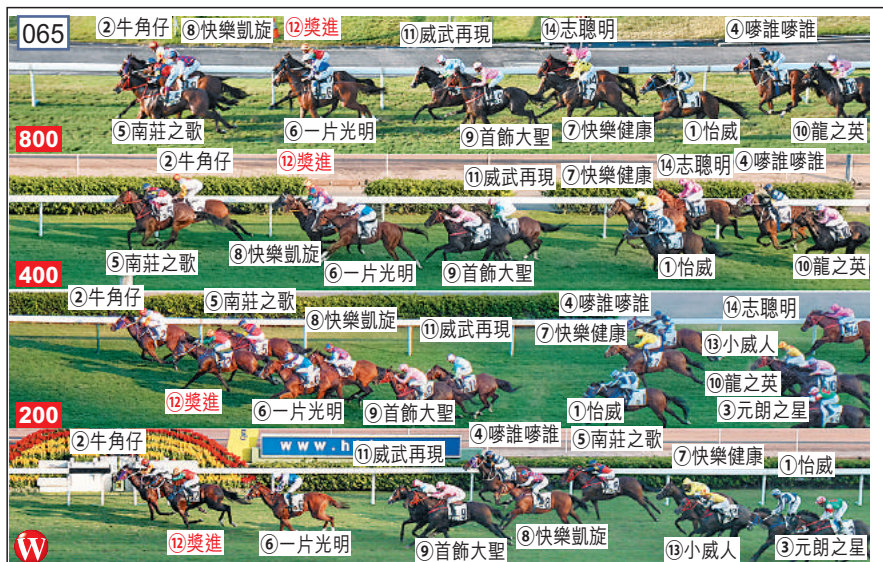 065 ②牛角仔 ⑧快樂凱旋 ⑫獎進 ⑪威武再現 ⑭志聰明 ④嘜誰嘜誰
800 ⑤南莊之歌 ⑥一片光明 ⑨首飾大聖 ⑦快樂健康 ①怡威 ⑩龍之英
②牛角仔 ⑫獎進 ⑪威武再現 ⑦快樂健康 ⑭志聰明 ④嘜誰嘜誰
400 ⑤南莊之歌 ⑧快樂凱旋 ⑥一片光明 ⑨首飾大聖 ①怡威 ⑩龍之英
②牛角仔 ⑤南莊之歌 ⑧快樂凱旋 ⑪威武再現 ④嘜誰嘜誰 ⑭志聰明
⑦快樂健康 ⑬小威人
⑩龍之英
200 ⑫獎進 ⑥一片光明 ⑨首飾大聖 ①怡威 ③元朗之星
②牛角仔 www.h ⑪威武再現 ④嘜誰嘜誰 ⑤南莊之歌 ⑦快樂健康 ①怡威
W ⑫獎進 ⑥一片光明 ⑨首飾大聖 ⑧快樂凱旋 ⑬小威人 ③元朗之星